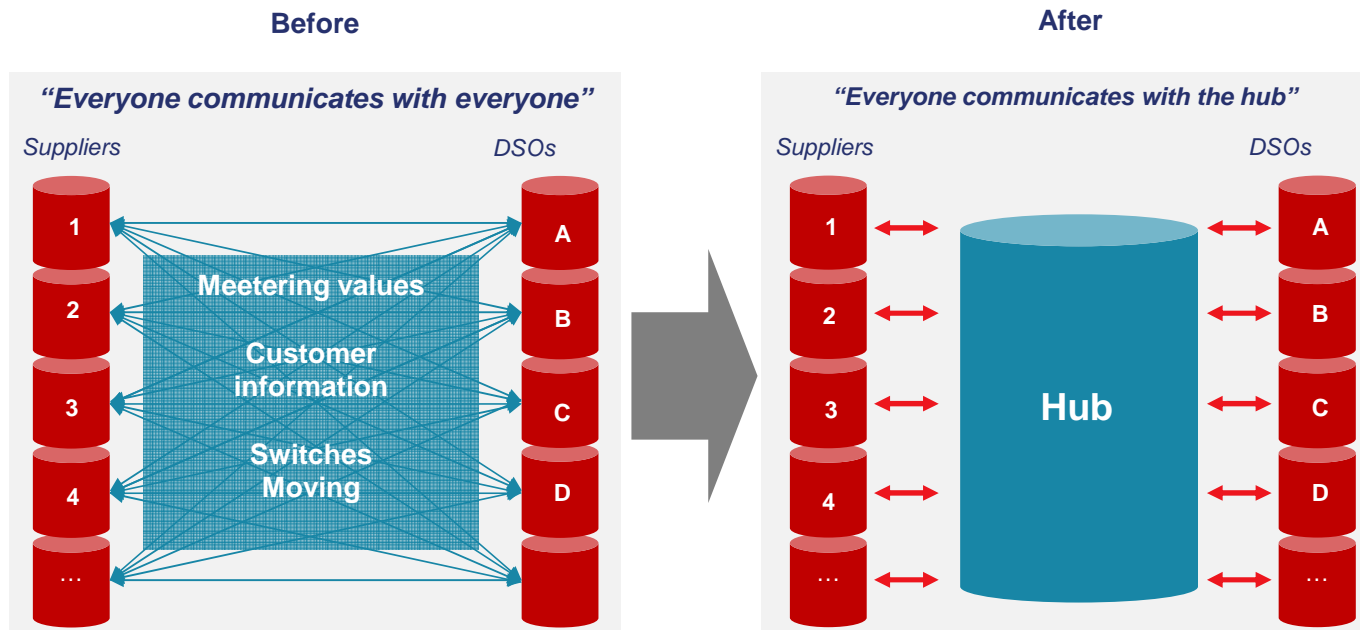 Before
After
“Everyone communicates with everyone”
Suppliers
DSOs
1
A
Meetering values
2
B
Customer
information
3
C
Switches
Moving
4
D
...
“Everyone communicates with the hub”
Suppliers
DSOs
1
A
2
B
Hub
3
C
4
D
...
...